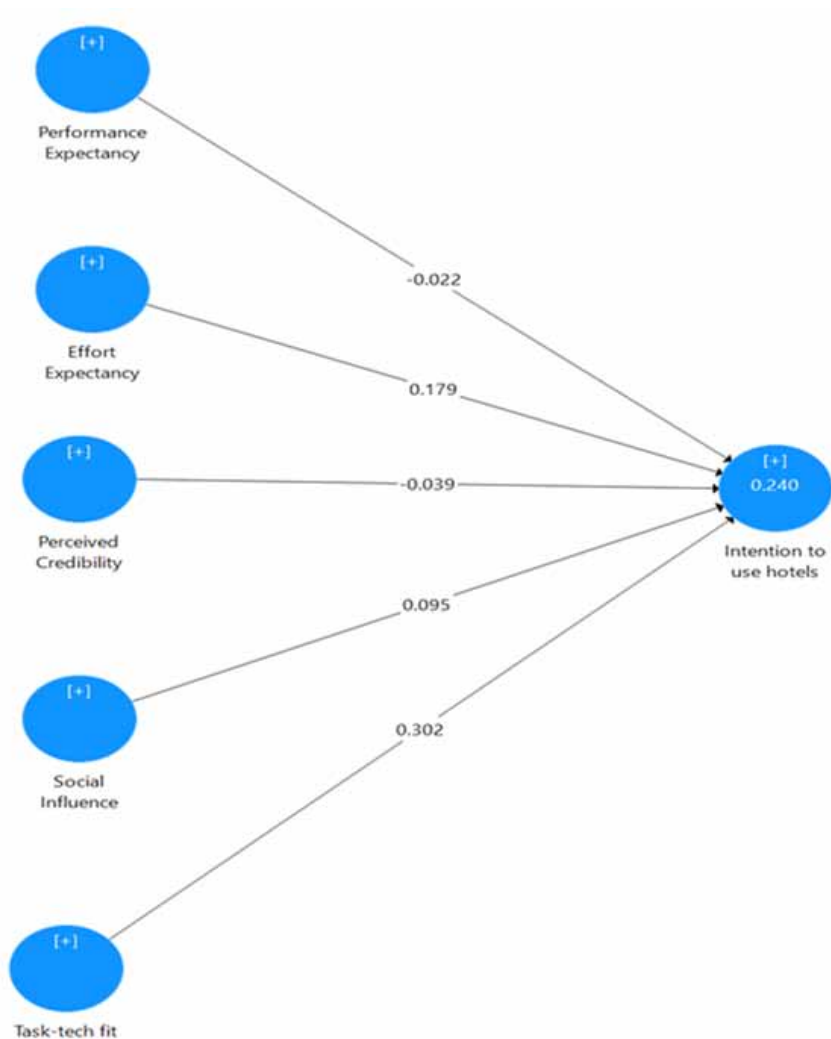 [+]
Performance
Expectancy
-0.022
[+]
Effort
Expectancy
0.179
[+]
Perceived
Credibility
-0.039
[+]
0.240
Intention to
use hotels
0.095
[+]
Social
Influence
0.302
[+]
Task-tech fit